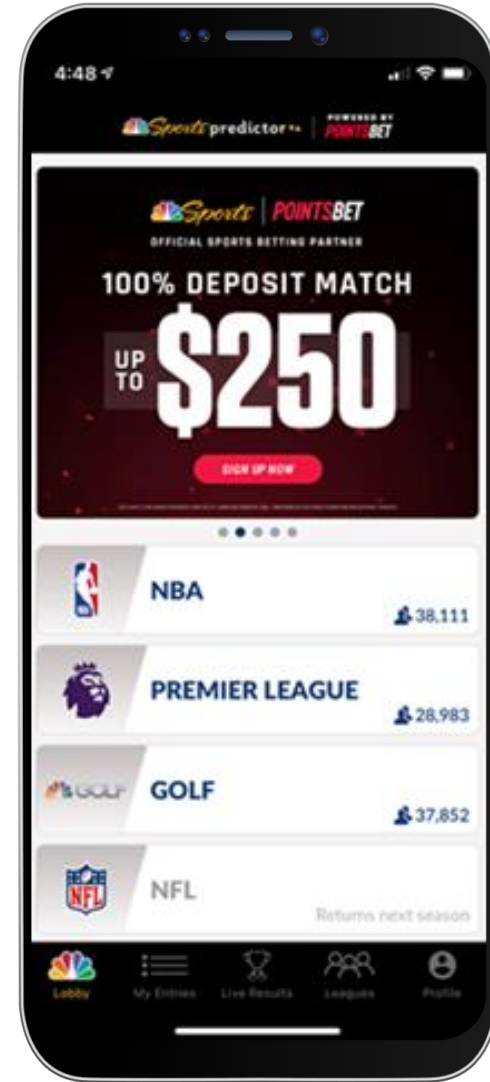 4:48
Sports predictor | POWERED BY POINTSBET
Sports | POINTSBET
OFFICIAL SPORTS BETTING PARTNER
100% DEPOSIT MATCH
UP TO $250
SIGN UP NOW
NBA
38,111
PREMIER LEAGUE
28,983
GOLF
GOLF
37,852
NFL
NFL
Returns next season
Lobby My Entries Live Results Leagues Profile